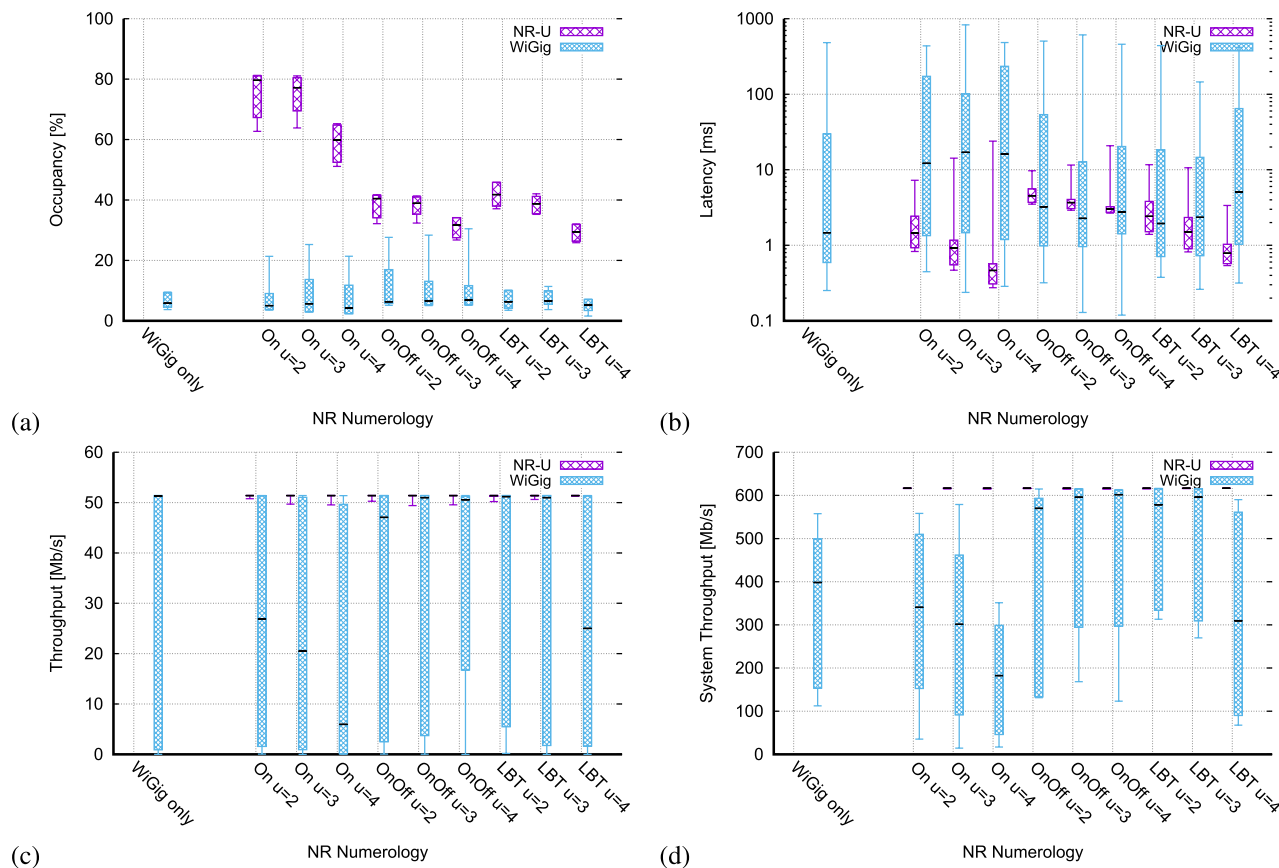 100
80
60
40
20
0
Occupancy [%]
NR-U
WiGig
WiGig only
On u=2
On u=3
On u=4
OnOff u=2
OnOff u=3
OnOff u=4
LBT u=2
LBT u=3
LBT u=4
NR Numerology
(a)
1000
100
10
1
0.1
Latency [ms]
NR-U
WiGig
WiGig only
On u=2
On u=3
On u=4
OnOff u=2
OnOff u=3
OnOff u=4
LBT u=2
LBT u=3
LBT u=4
NR Numerology
(b)
60
50
40
30
20
10
0
Throughput [Mb/s]
NR-U
WiGig
WiGig only
On u=2
On u=3
On u=4
OnOff u=2
OnOff u=3
OnOff u=4
LBT u=2
LBT u=3
LBT u=4
NR Numerology
(c)
700
600
500
400
300
200
100
0
System Throughput [Mb/s]
NR-U
WiGig
WiGig only
On u=2
On u=3
On u=4
OnOff u=2
OnOff u=3
OnOff u=4
LBT u=2
LBT u=3
LBT u=4
NR Numerology
(d)